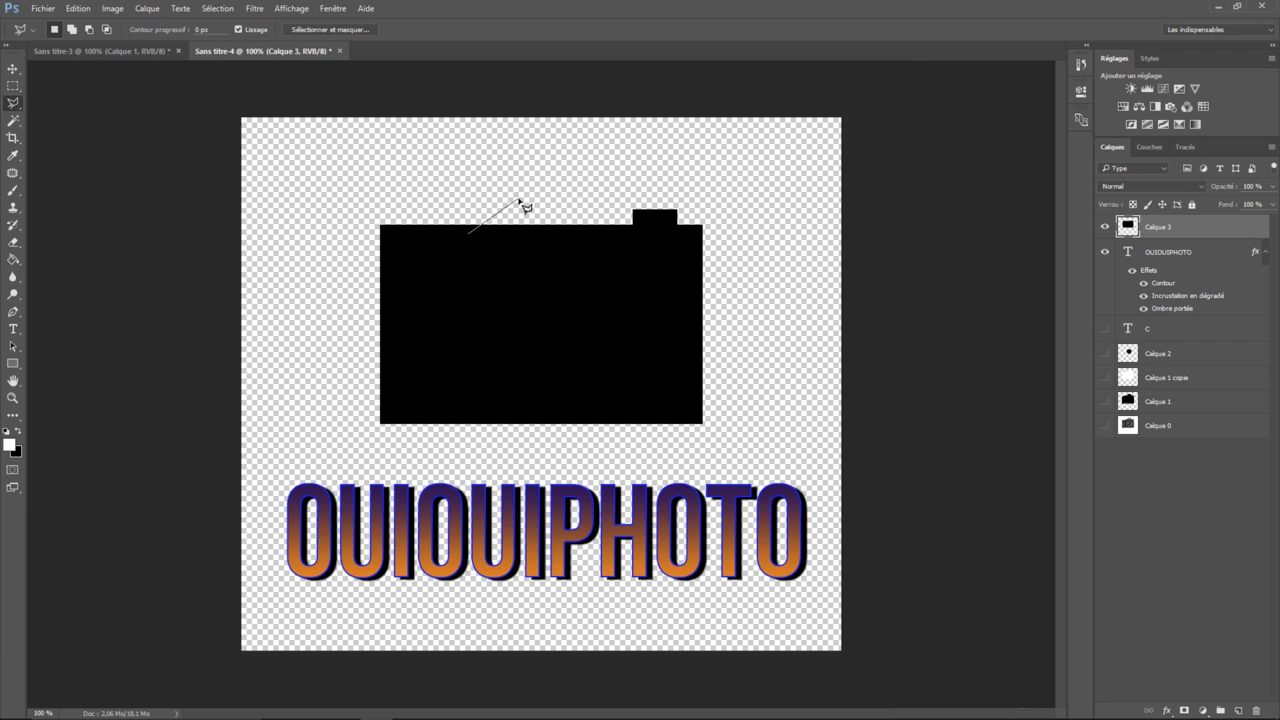 Ps Fichier Edition Image Calque Texte Sélection Filtre Affichage Fenêtre Aide
Contour progressif : 0 px Lissage Sélectionner et masquer... Les indispensables
Sans titre-3 @ 100% (Calque 1, RVB/8) * × Sans titre-4 @ 100% (Calque 3, RVB/8) * ×
Réglages Styles
Ajouter un réglage
Calques Couches Tracés
Type
Normal Opacité : 100 %
Verrou : Fond : 100 %
Calque 3
T OUIOUIPHOTO fx
Effets
Contour
Incrustation en dégradé
Ombre portée
T C
Calque 2
Calque 1 copie
Calque 1
Calque 0
OUIOUIPHOTO
100 % Doc : 2,06 Mo/18,1 Mo